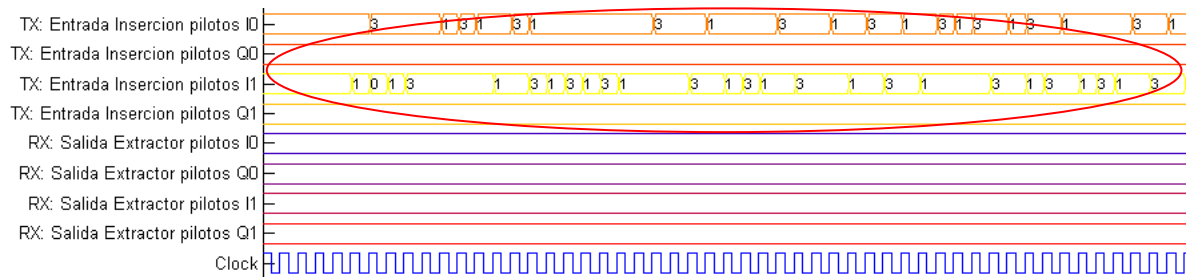 TX: Entrada Insercion pilotos I0 3 1 3 1 3 1 3 1 3 1 3 1 3 1 3 1 3 1 3 1
TX: Entrada Insercion pilotos Q0
TX: Entrada Insercion pilotos I1 1 0 1 3 1 3 1 3 1 3 1 3 1 3 1 3 1 3 1 3 1 3 1 3 1 3
TX: Entrada Insercion pilotos Q1
RX: Salida Extractor pilotos I0
RX: Salida Extractor pilotos Q0
RX: Salida Extractor pilotos I1
RX: Salida Extractor pilotos Q1
Clock